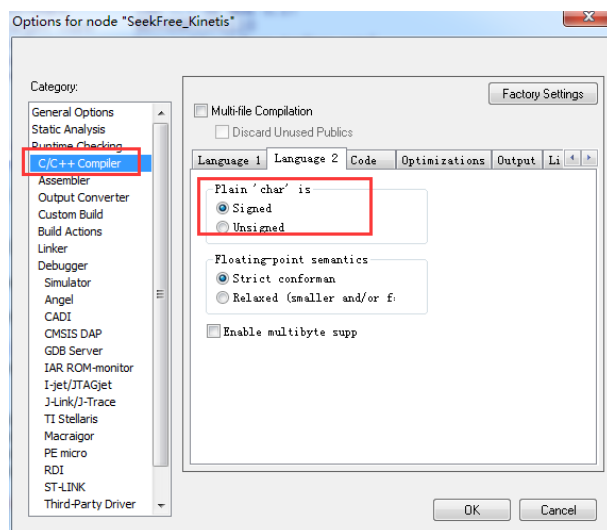 Options for node "SeekFree_Kinetis"
Category:
Factory Settings
General Options
Static Analysis
Runtime Checking
C/C++ Compiler
Assembler
Output Converter
Custom Build
Build Actions
Linker
Debugger
Simulator
Angel
CADI
CMSIS DAP
GDB Server
IAR ROM-monitor
I-jet/JTAGjet
J-Link/J-Trace
TI Stellaris
Macraigor
PE micro
RDI
ST-LINK
Third-Party Driver
Multi-file Compilation
Discard Unused Publics
Language 1 Language 2 Code Optimizations Output Li
Plain 'char' is
Signed
Unsigned
Floating-point semantics
Strict conforman
Relaxed (smaller and/or f
Enable multibyte supp
OK Cancel